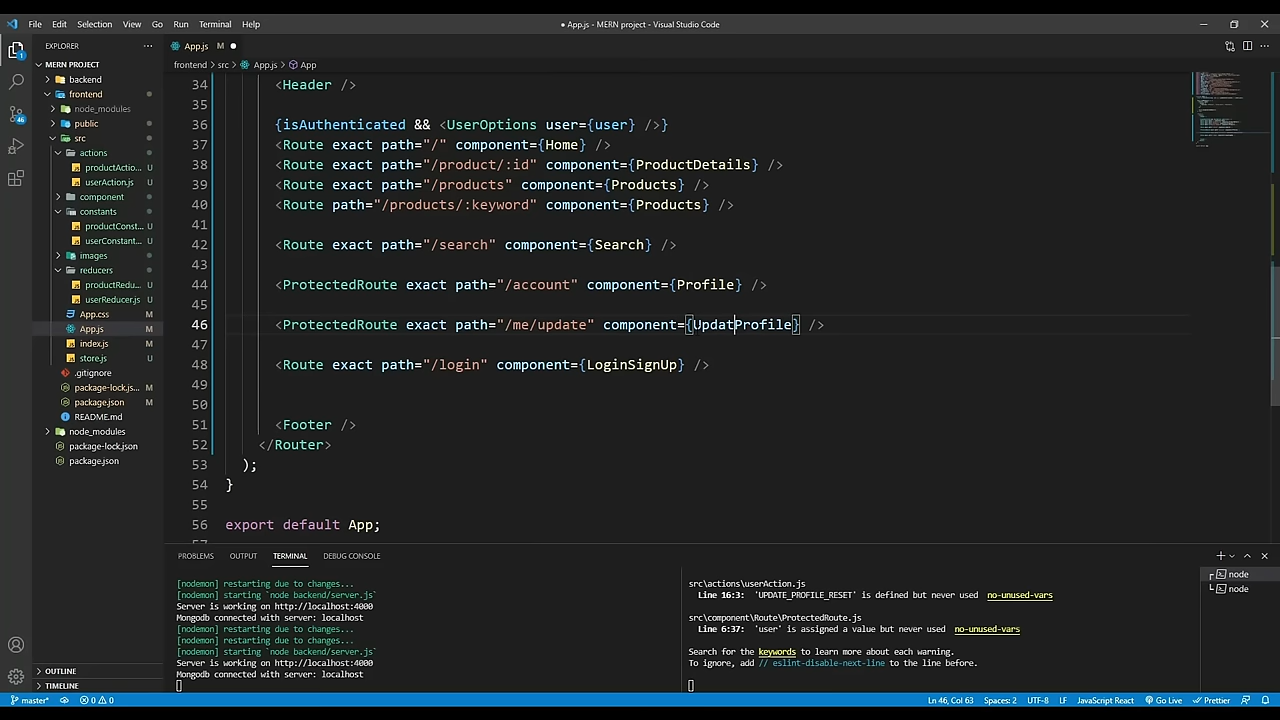 File Edit Selection View Go Run Terminal Help
● App.js - MERN project - Visual Studio Code
EXPLORER
App.js M
MERN PROJECT
frontend > src > App.js > App
backend
frontend
node_modules
public
src
actions
productActio... U
userAction.js U
component
constants
productConst... U
userConstant... U
images
reducers
productRedu... U
userReducer.js U
App.css M
App.js M
index.js M
store.js U
.gitignore
package-lock.js... M
package.json M
README.md
node_modules
package-lock.json
package.json
OUTLINE
TIMELINE
34 <Header />
35
36 {isAuthenticated && <UserOptions user={user} />}
37 <Route exact path="/" component={Home} />
38 <Route exact path="/product/:id" component={ProductDetails} />
39 <Route exact path="/products" component={Products} />
40 <Route path="/products/:keyword" component={Products} />
41
42 <Route exact path="/search" component={Search} />
43
44 <ProtectedRoute exact path="/account" component={Profile} />
45
46 <ProtectedRoute exact path="/me/update" component={UpdatProfile} />
47
48 <Route exact path="/login" component={LoginSignUp} />
49
50
51 <Footer />
52 </Router>
53 );
54 }
55
56 export default App;
PROBLEMS OUTPUT TERMINAL DEBUG CONSOLE
[nodemon] restarting due to changes...
[nodemon] starting `node backend/server.js`
Server is working on http://localhost:4000
Mongodb connected with server: localhost
[nodemon] restarting due to changes...
[nodemon] restarting due to changes...
[nodemon] starting `node backend/server.js`
Server is working on http://localhost:4000
Mongodb connected with server: localhost
src\actions\userAction.js
Line 16:3: 'UPDATE_PROFILE_RESET' is defined but never used no-unused-vars
src\component\Route\ProtectedRoute.js
Line 6:37: 'user' is assigned a value but never used no-unused-vars
Search for the keywords to learn more about each warning.
To ignore, add // eslint-disable-next-line to the line before.
node
node
master* 0 0 Ln 46, Col 63 Spaces: 2 UTF-8 LF JavaScript React Go Live Prettier